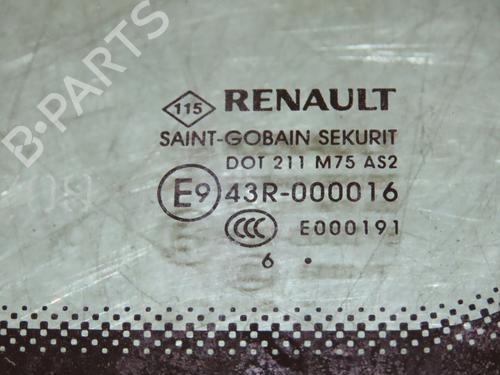 B-PARTS
115 RENAULT
SAINT-GOBAIN SEKURIT
DOT 211 M75 AS2
E9 43R-000016
CCC E000191
6 .